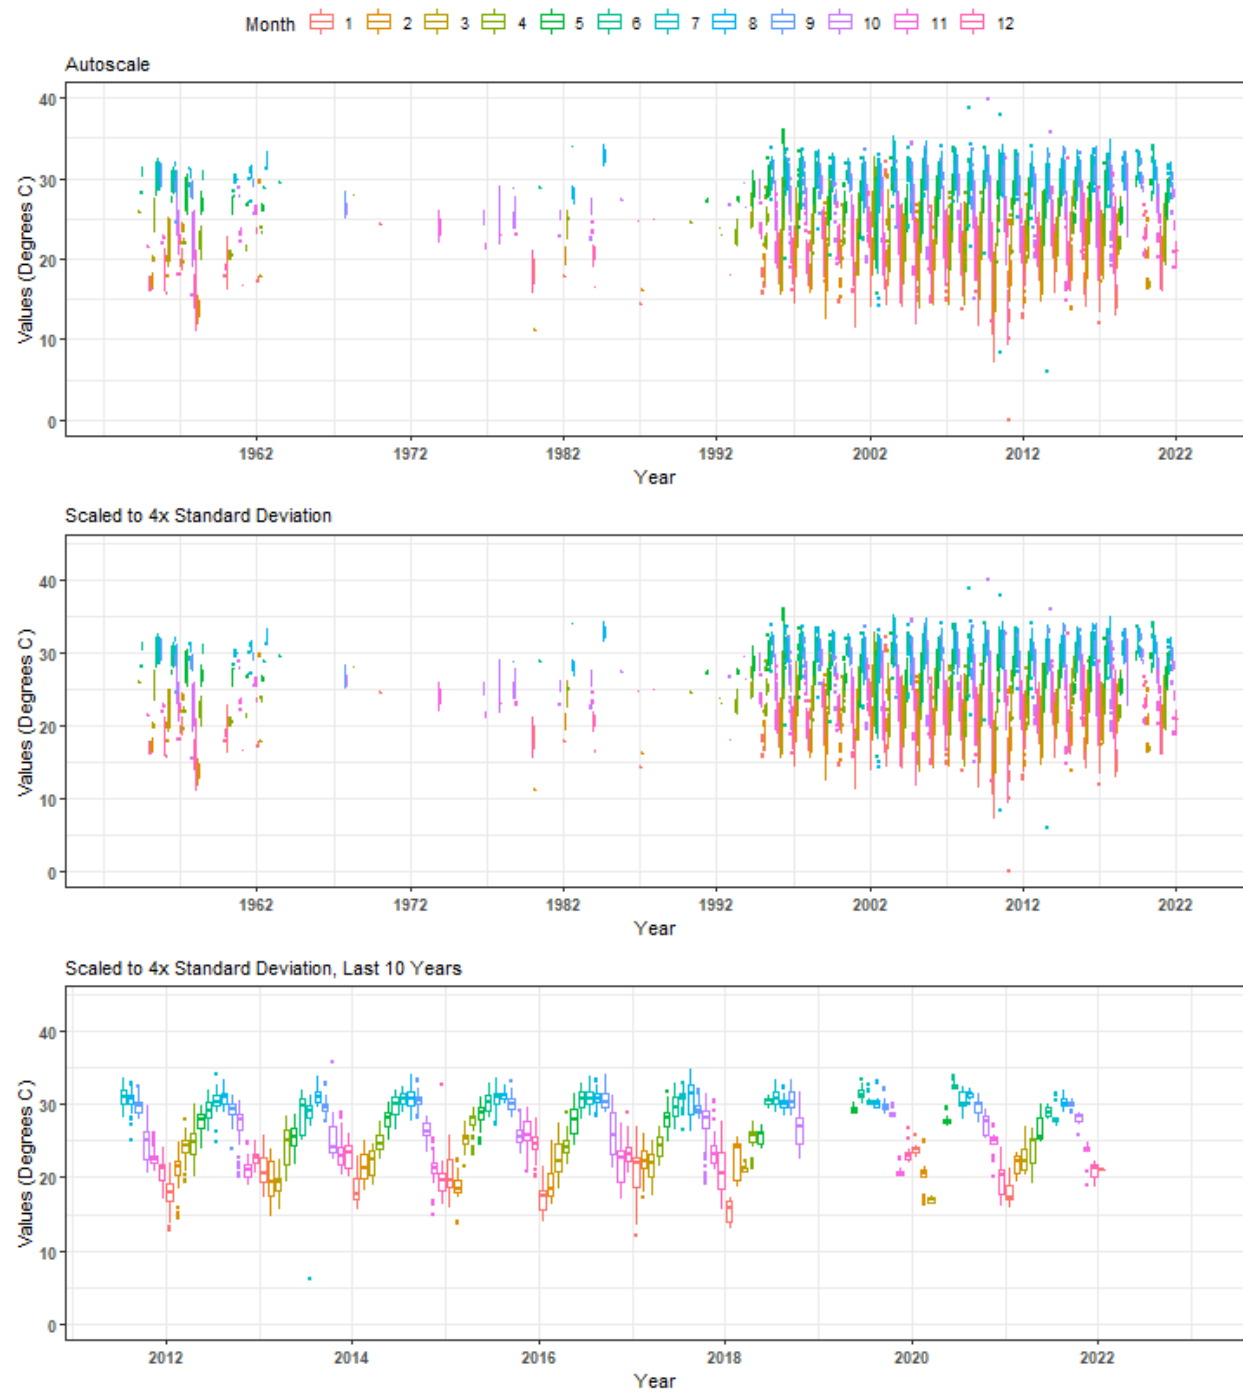 Month 1 2 3 4 5 6 7 8 9 10 11 12
Autoscale
Values (Degrees C)
40
30
20
10
0
1962 1972 1982 1992 2002 2012 2022
Year
Scaled to 4x Standard Deviation
Values (Degrees C)
40
30
20
10
0
1962 1972 1982 1992 2002 2012 2022
Year
Scaled to 4x Standard Deviation, Last 10 Years
Values (Degrees C)
40
30
20
10
0
2012 2014 2016 2018 2020 2022
Year